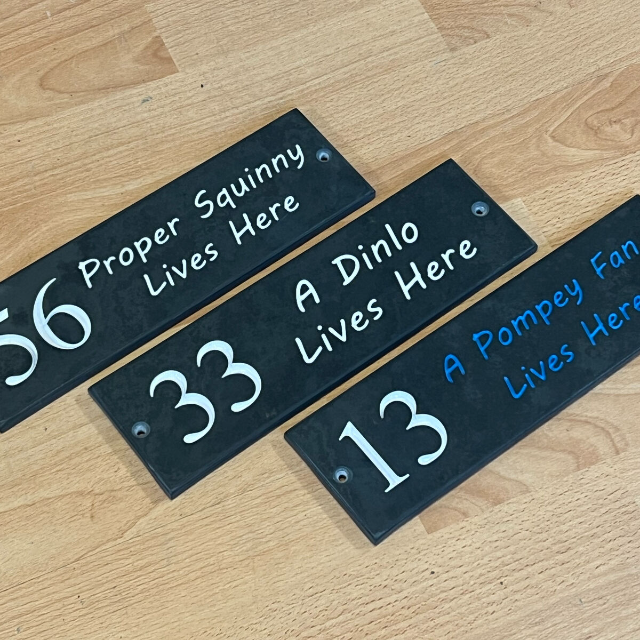 56
Proper Squinny
Lives Here
33
A Dinlo
Lives Here
13
A Pompey Fan
Lives Here